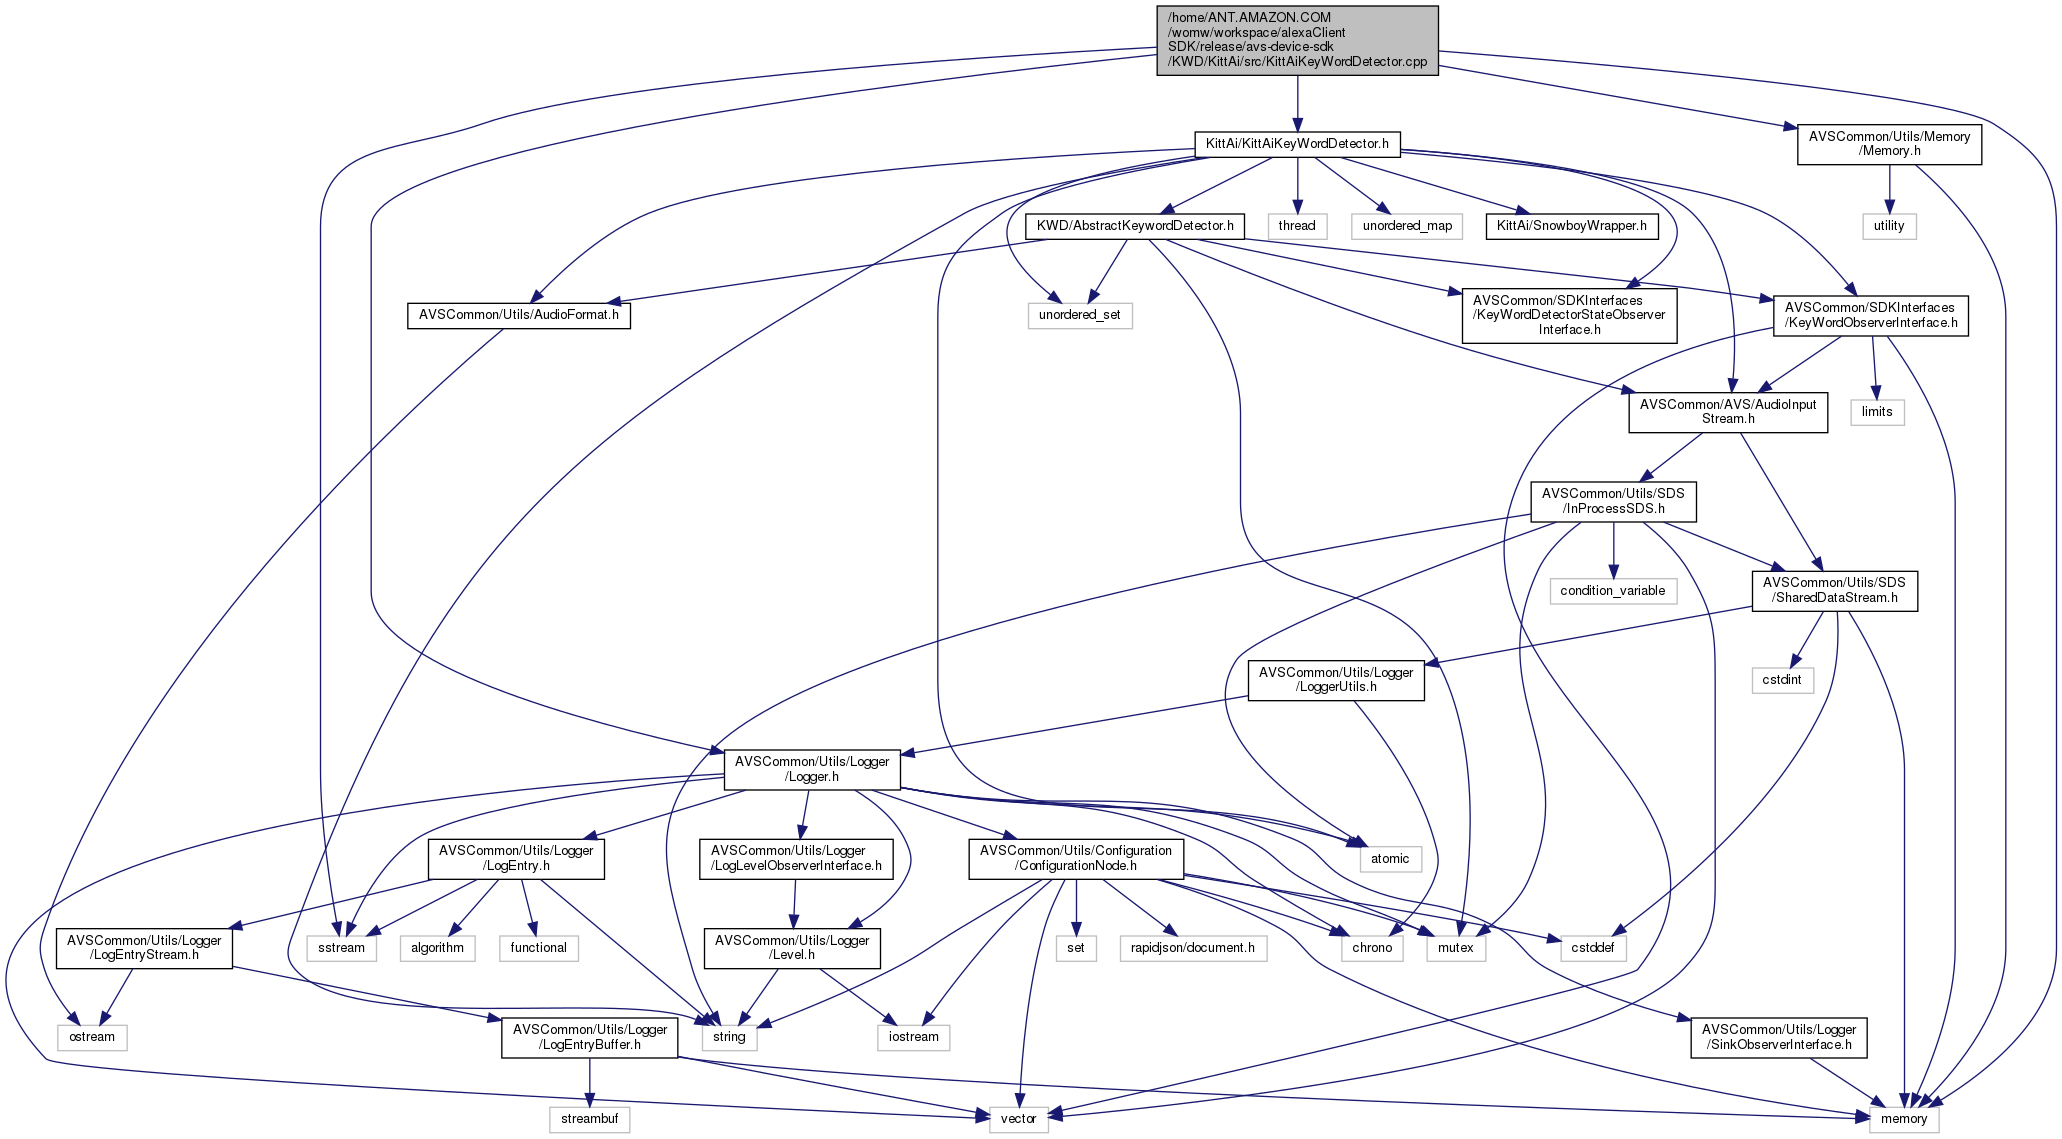 /home/ANT.AMAZON.COM
/womw/workspace/alexaClient
SDK/release/avs-device-sdk
/KWD/KittAi/src/KittAiKeyWordDetector.cpp
KittAi/KittAiKeyWordDetector.h
AVSCommon/Utils/Memory
/Memory.h
KWD/AbstractKeywordDetector.h
thread
unordered_map
KittAi/SnowboyWrapper.h
utility
AVSCommon/Utils/AudioFormat.h
unordered_set
AVSCommon/SDKInterfaces
/KeyWordDetectorStateObserver
Interface.h
AVSCommon/SDKInterfaces
/KeyWordObserverInterface.h
AVSCommon/AVS/AudioInput
Stream.h
limits
AVSCommon/Utils/SDS
/InProcessSDS.h
condition_variable
AVSCommon/Utils/SDS
/SharedDataStream.h
AVSCommon/Utils/Logger
/LoggerUtils.h
cstdint
AVSCommon/Utils/Logger
/Logger.h
AVSCommon/Utils/Logger
/LogEntry.h
AVSCommon/Utils/Logger
/LogLevelObserverInterface.h
AVSCommon/Utils/Configuration
/ConfigurationNode.h
atomic
AVSCommon/Utils/Logger
/LogEntryStream.h
sstream
algorithm
functional
AVSCommon/Utils/Logger
/Level.h
set
rapidjson/document.h
chrono
mutex
cstddef
ostream
AVSCommon/Utils/Logger
/LogEntryBuffer.h
string
iostream
AVSCommon/Utils/Logger
/SinkObserverInterface.h
streambuf
vector
memory